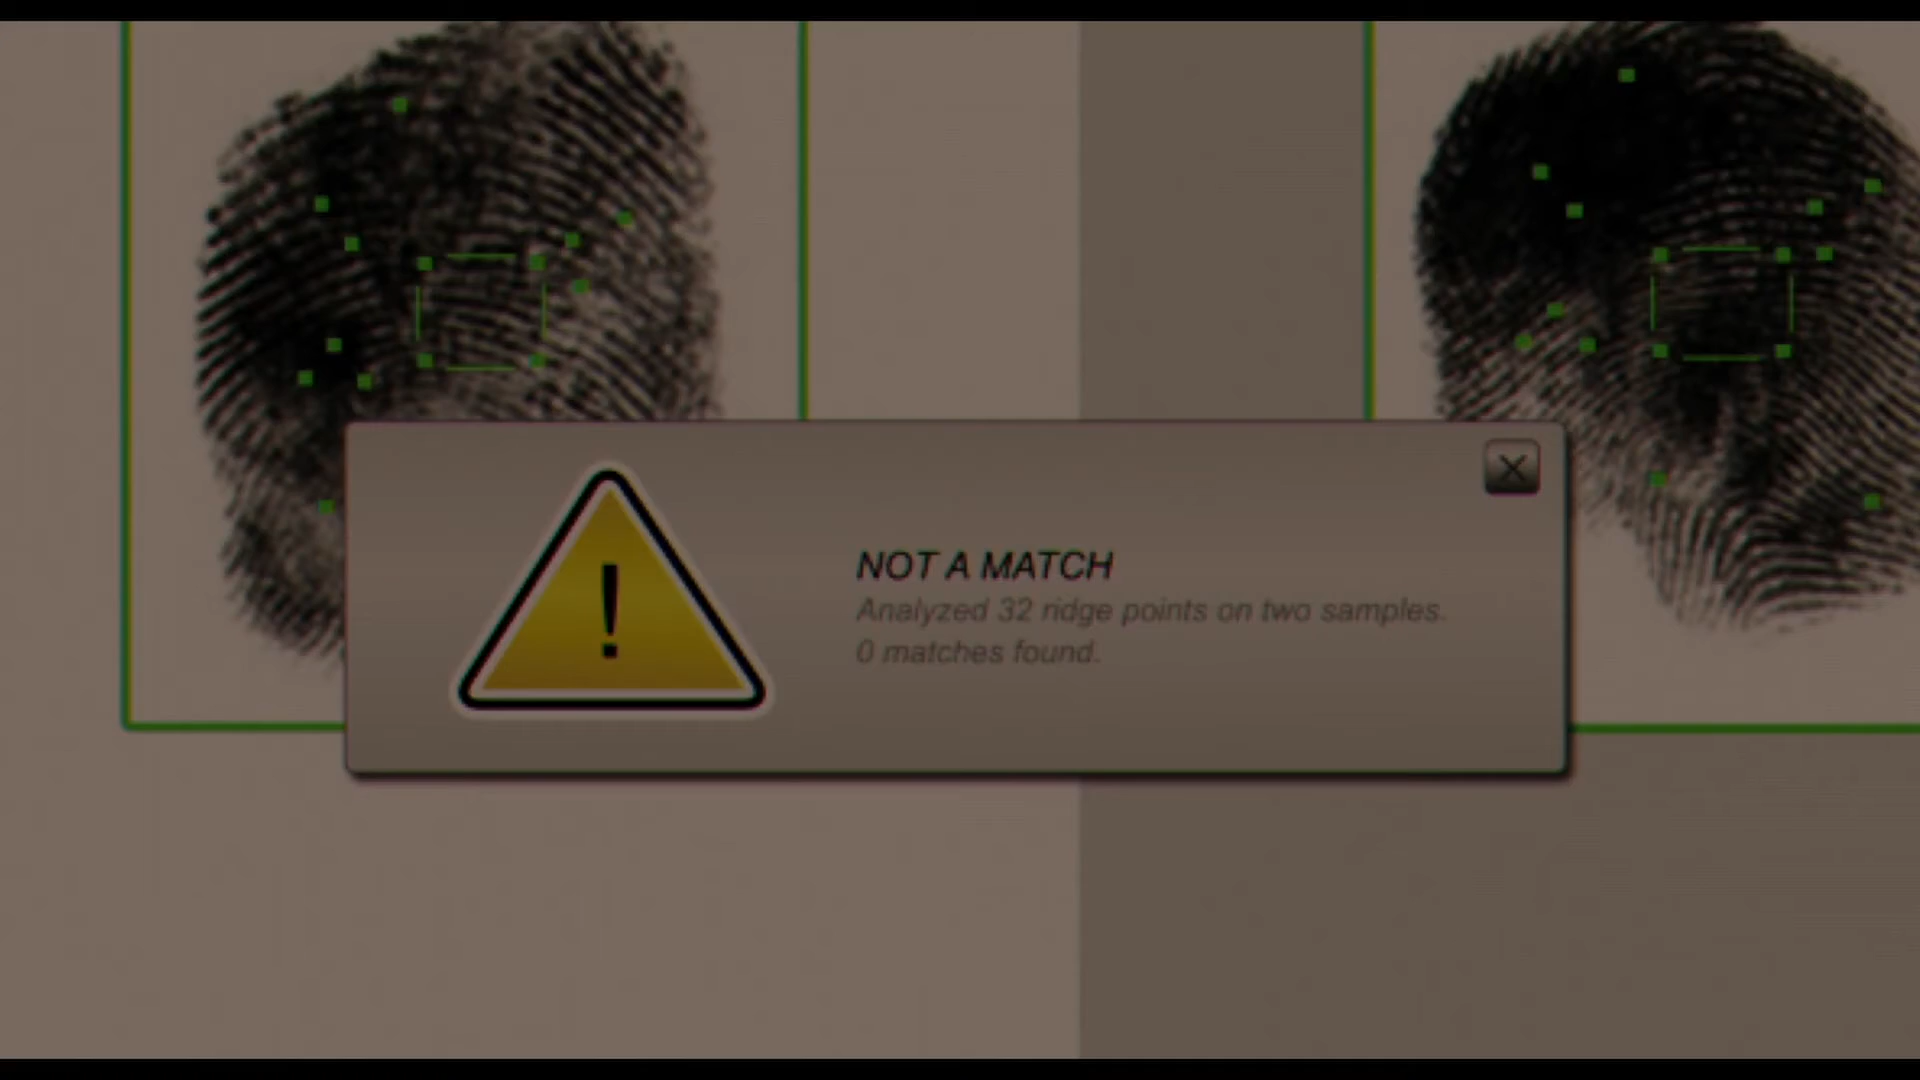 NOT A MATCH
Analyzed 32 ridge points on two samples.
0 matches found.